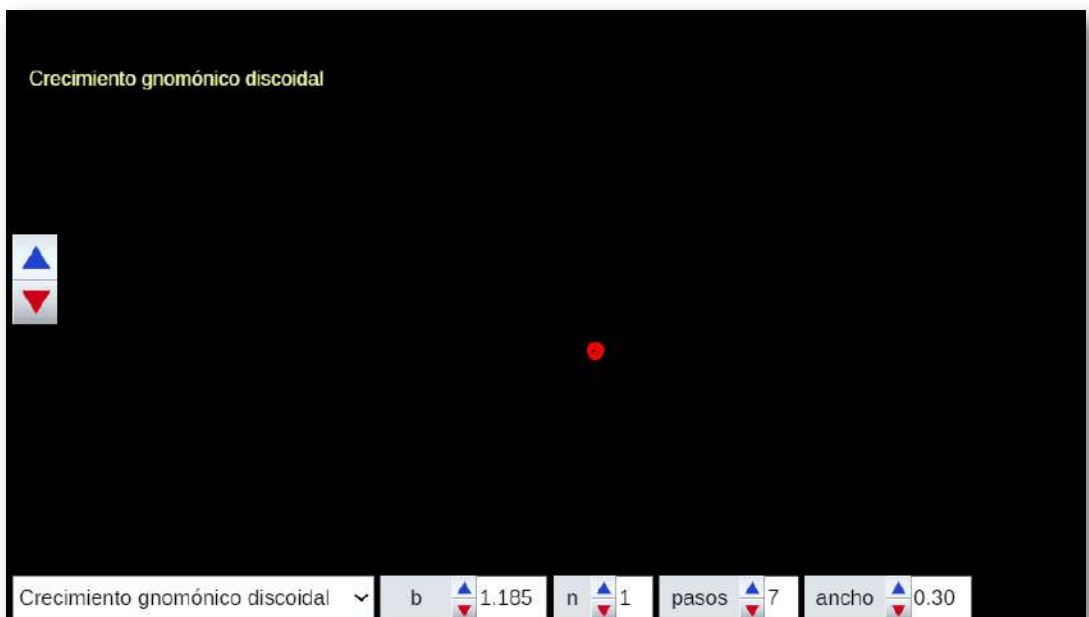 Crecimiento gnomónico discoidal
Crecimiento gnomónico discoidal b 1.185 n 1 pasos 7 ancho 0.30